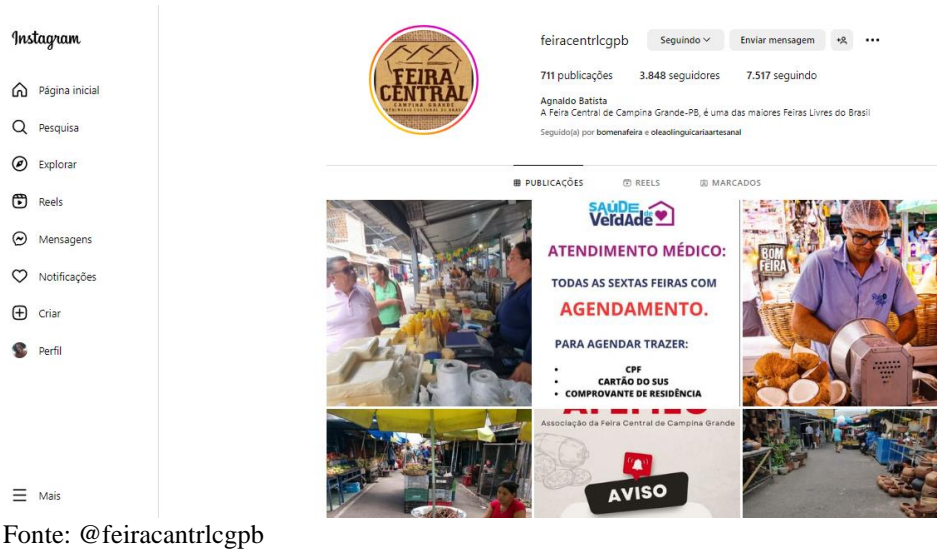 Instagram
Página inicial
Pesquisa
Explorar
Reels
Mensagens
Notificações
Criar
Perfil
Mais
feiracentrlcgpb Seguindo Enviar mensagem
711 publicações 3.848 seguidores 7.517 seguindo
Agnaldo Batista
A Feira Central de Campina Grande-PB, é uma das maiores Feiras Livres do Brasil
Seguido(a) por bomenafeira e oleaolinguicariaartesanal
FEIRA
CENTRAL
CAMPINA GRANDE
PUBLICAÇÕES REELS MARCADOS
SAÚDE de
VerdAde
ATENDIMENTO MÉDICO:
TODAS AS SEXTAS FEIRAS COM
AGENDAMENTO.
PARA AGENDAR TRAZER:
• CPF
• CARTÃO DO SUS
• COMPROVANTE DE RESIDÊNCIA
BOM
FEIRA
Associação da Feira Central de Campina Grande
AVISO
Fonte: @feiracantrlcgpb